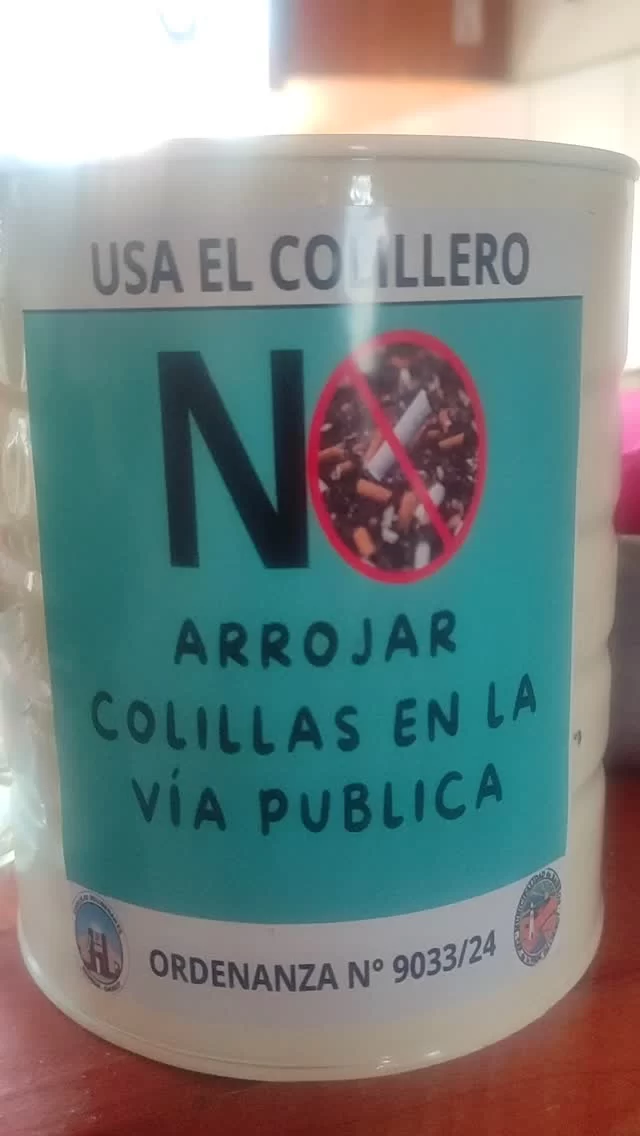 USA EL COLILLERO
NO
ARROJAR
COLILLAS EN LA
VÍA PUBLICA
ORDENANZA N° 9033/24